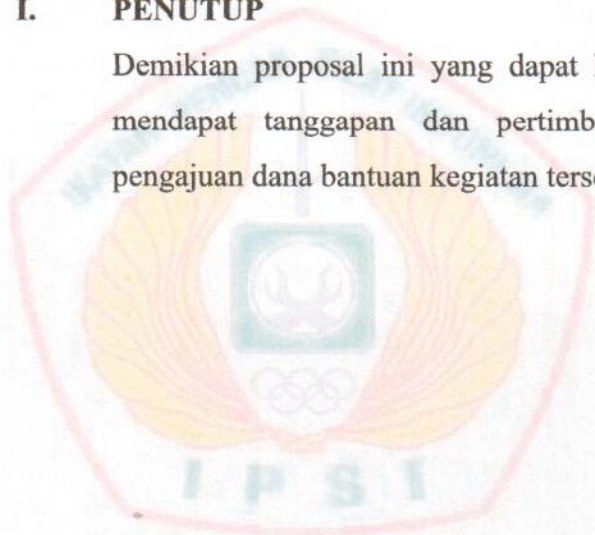 I. PENUTUP
Demikian proposal ini yang dapat
mendapat tanggapan dan
pengajuan dana bantuan kegiatan
IPSI